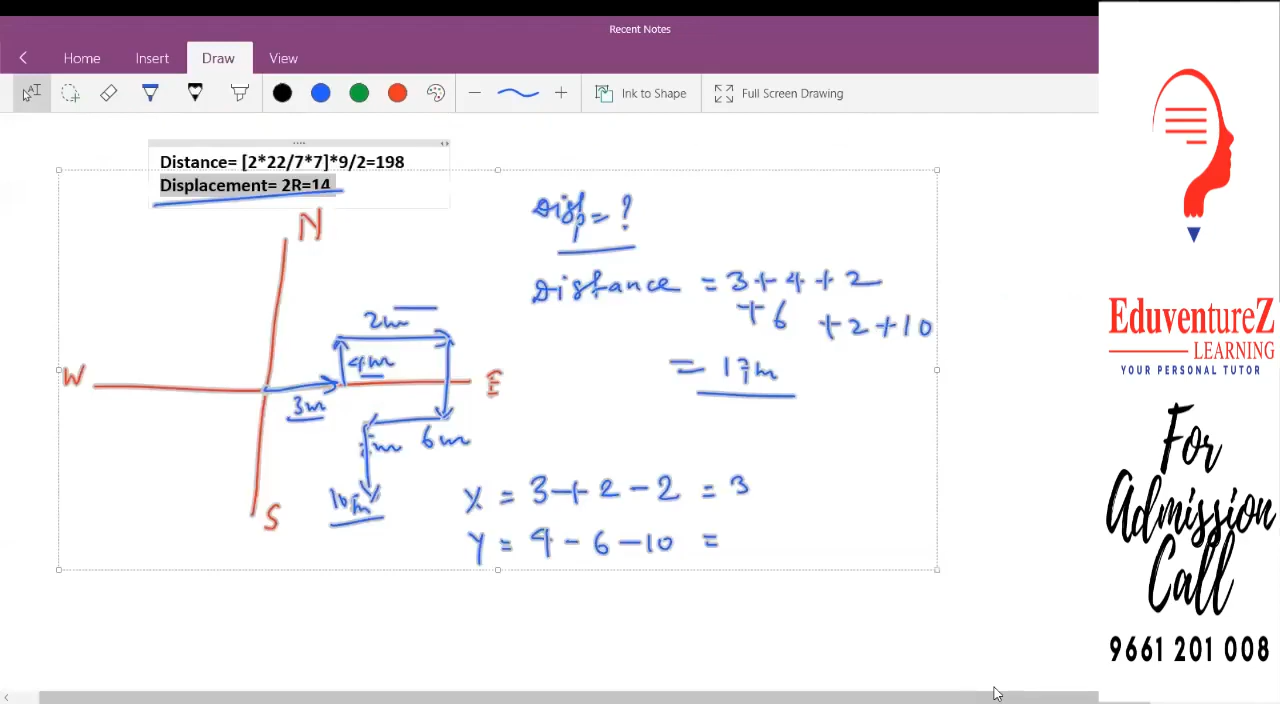 Recent Notes
Home Insert Draw View
Ink to Shape Full Screen Drawing
Distance= [2*22/7*7]*9/2=198
Displacement= 2R=14
N
W
E
S
2m
4m
3m
6m
Disp = ?
Distance = 3+4+2
+6 +2+10
= 17m
X = 3+2-2 = 3
Y = 4-6-10 =
EduventureZ
LEARNING
YOUR PERSONAL TUTOR
For
Admission
Call
9661 201 008